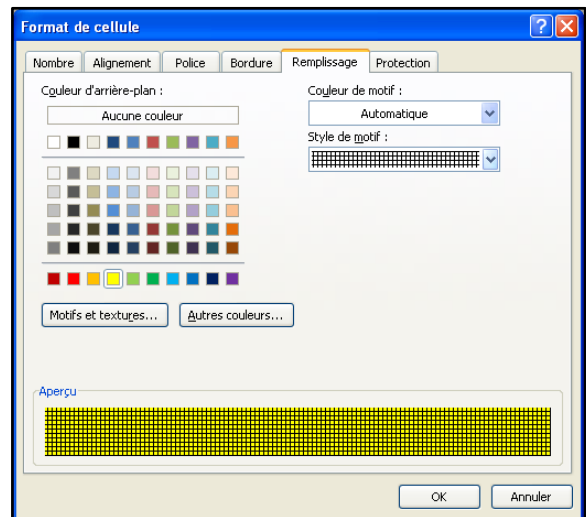 Format de cellule
Nombre Alignement Police Bordure Remplissage Protection
Couleur d'arrière-plan :
Aucune couleur
Couleur de motif :
Automatique
Style de motif :
Motifs et textures... Autres couleurs...
Aperçu
OK Annuler